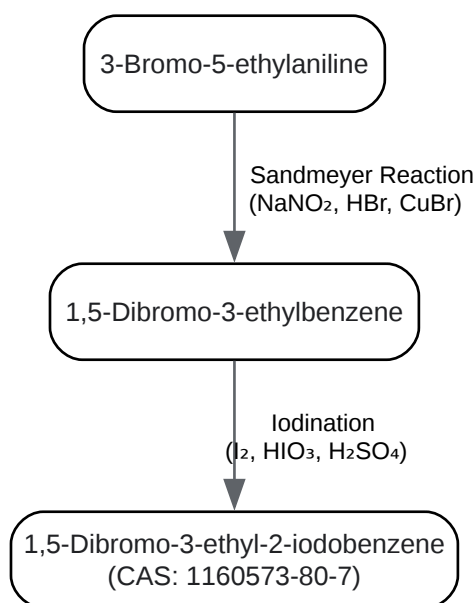 3-Bromo-5-ethylaniline
Sandmeyer Reaction
(NaNO₂, HBr, CuBr)
1,5-Dibromo-3-ethylbenzene
Iodination
(I₂, HIO₃, H₂SO₄)
1,5-Dibromo-3-ethyl-2-iodobenzene
(CAS: 1160573-80-7)